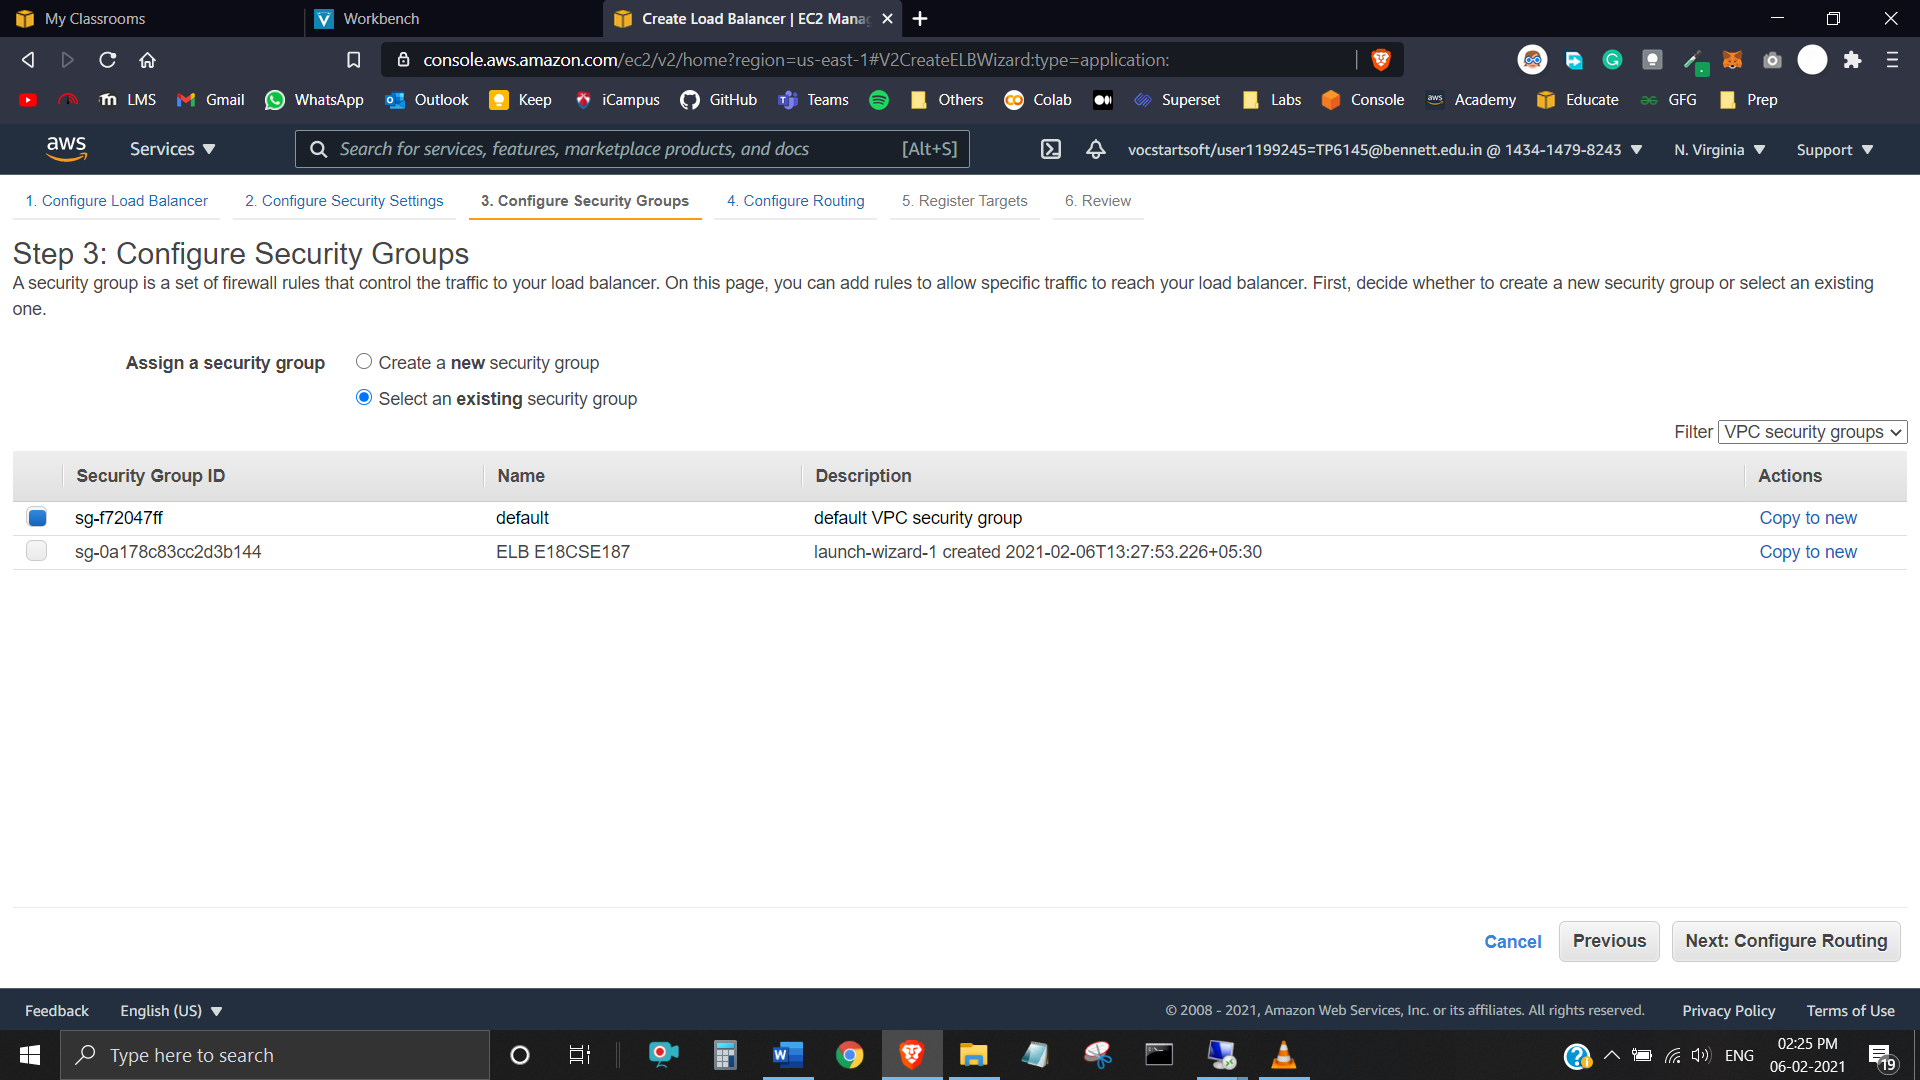 My Classrooms
Workbench
Create Load Balancer | EC2 Mana
console.aws.amazon.com/ec2/v2/home?region=us-east-1#V2CreateELBWizard:type=application:
LMS
Gmail
WhatsApp
Outlook
Keep
iCampus
GitHub
Teams
Others
Colab
Superset
Labs
Console
aws
Academy
Educate
GFG
Prep
aws
Services
Search for services, features, marketplace products, and docs
[Alt+S]
vocstartsoft/user1199245=TP6145@bennett.edu.in @ 1434-1479-8243
N. Virginia
Support
1. Configure Load Balancer
2. Configure Security Settings
3. Configure Security Groups
4. Configure Routing
5. Register Targets
6. Review
Step 3: Configure Security Groups
A security group is a set of firewall rules that control the traffic to your load balancer. On this page, you can add rules to allow specific traffic to reach your load balancer. First, decide whether to create a new security group or select an existing
one.
Assign a security group
Create a new security group
Select an existing security group
Filter VPC security groups
Security Group ID
Name
Description
Actions
sg-f72047ff
default
default VPC security group
Copy to new
sg-0a178c83cc2d3b144
ELB E18CSE187
launch-wizard-1 created 2021-02-06T13:27:53.226+05:30
Copy to new
Cancel
Previous
Next: Configure Routing
Feedback
English (US)
© 2008 - 2021, Amazon Web Services, Inc. or its affiliates. All rights reserved.
Privacy Policy
Terms of Use
Type here to search
ENG
02:25 PM
06-02-2021
19